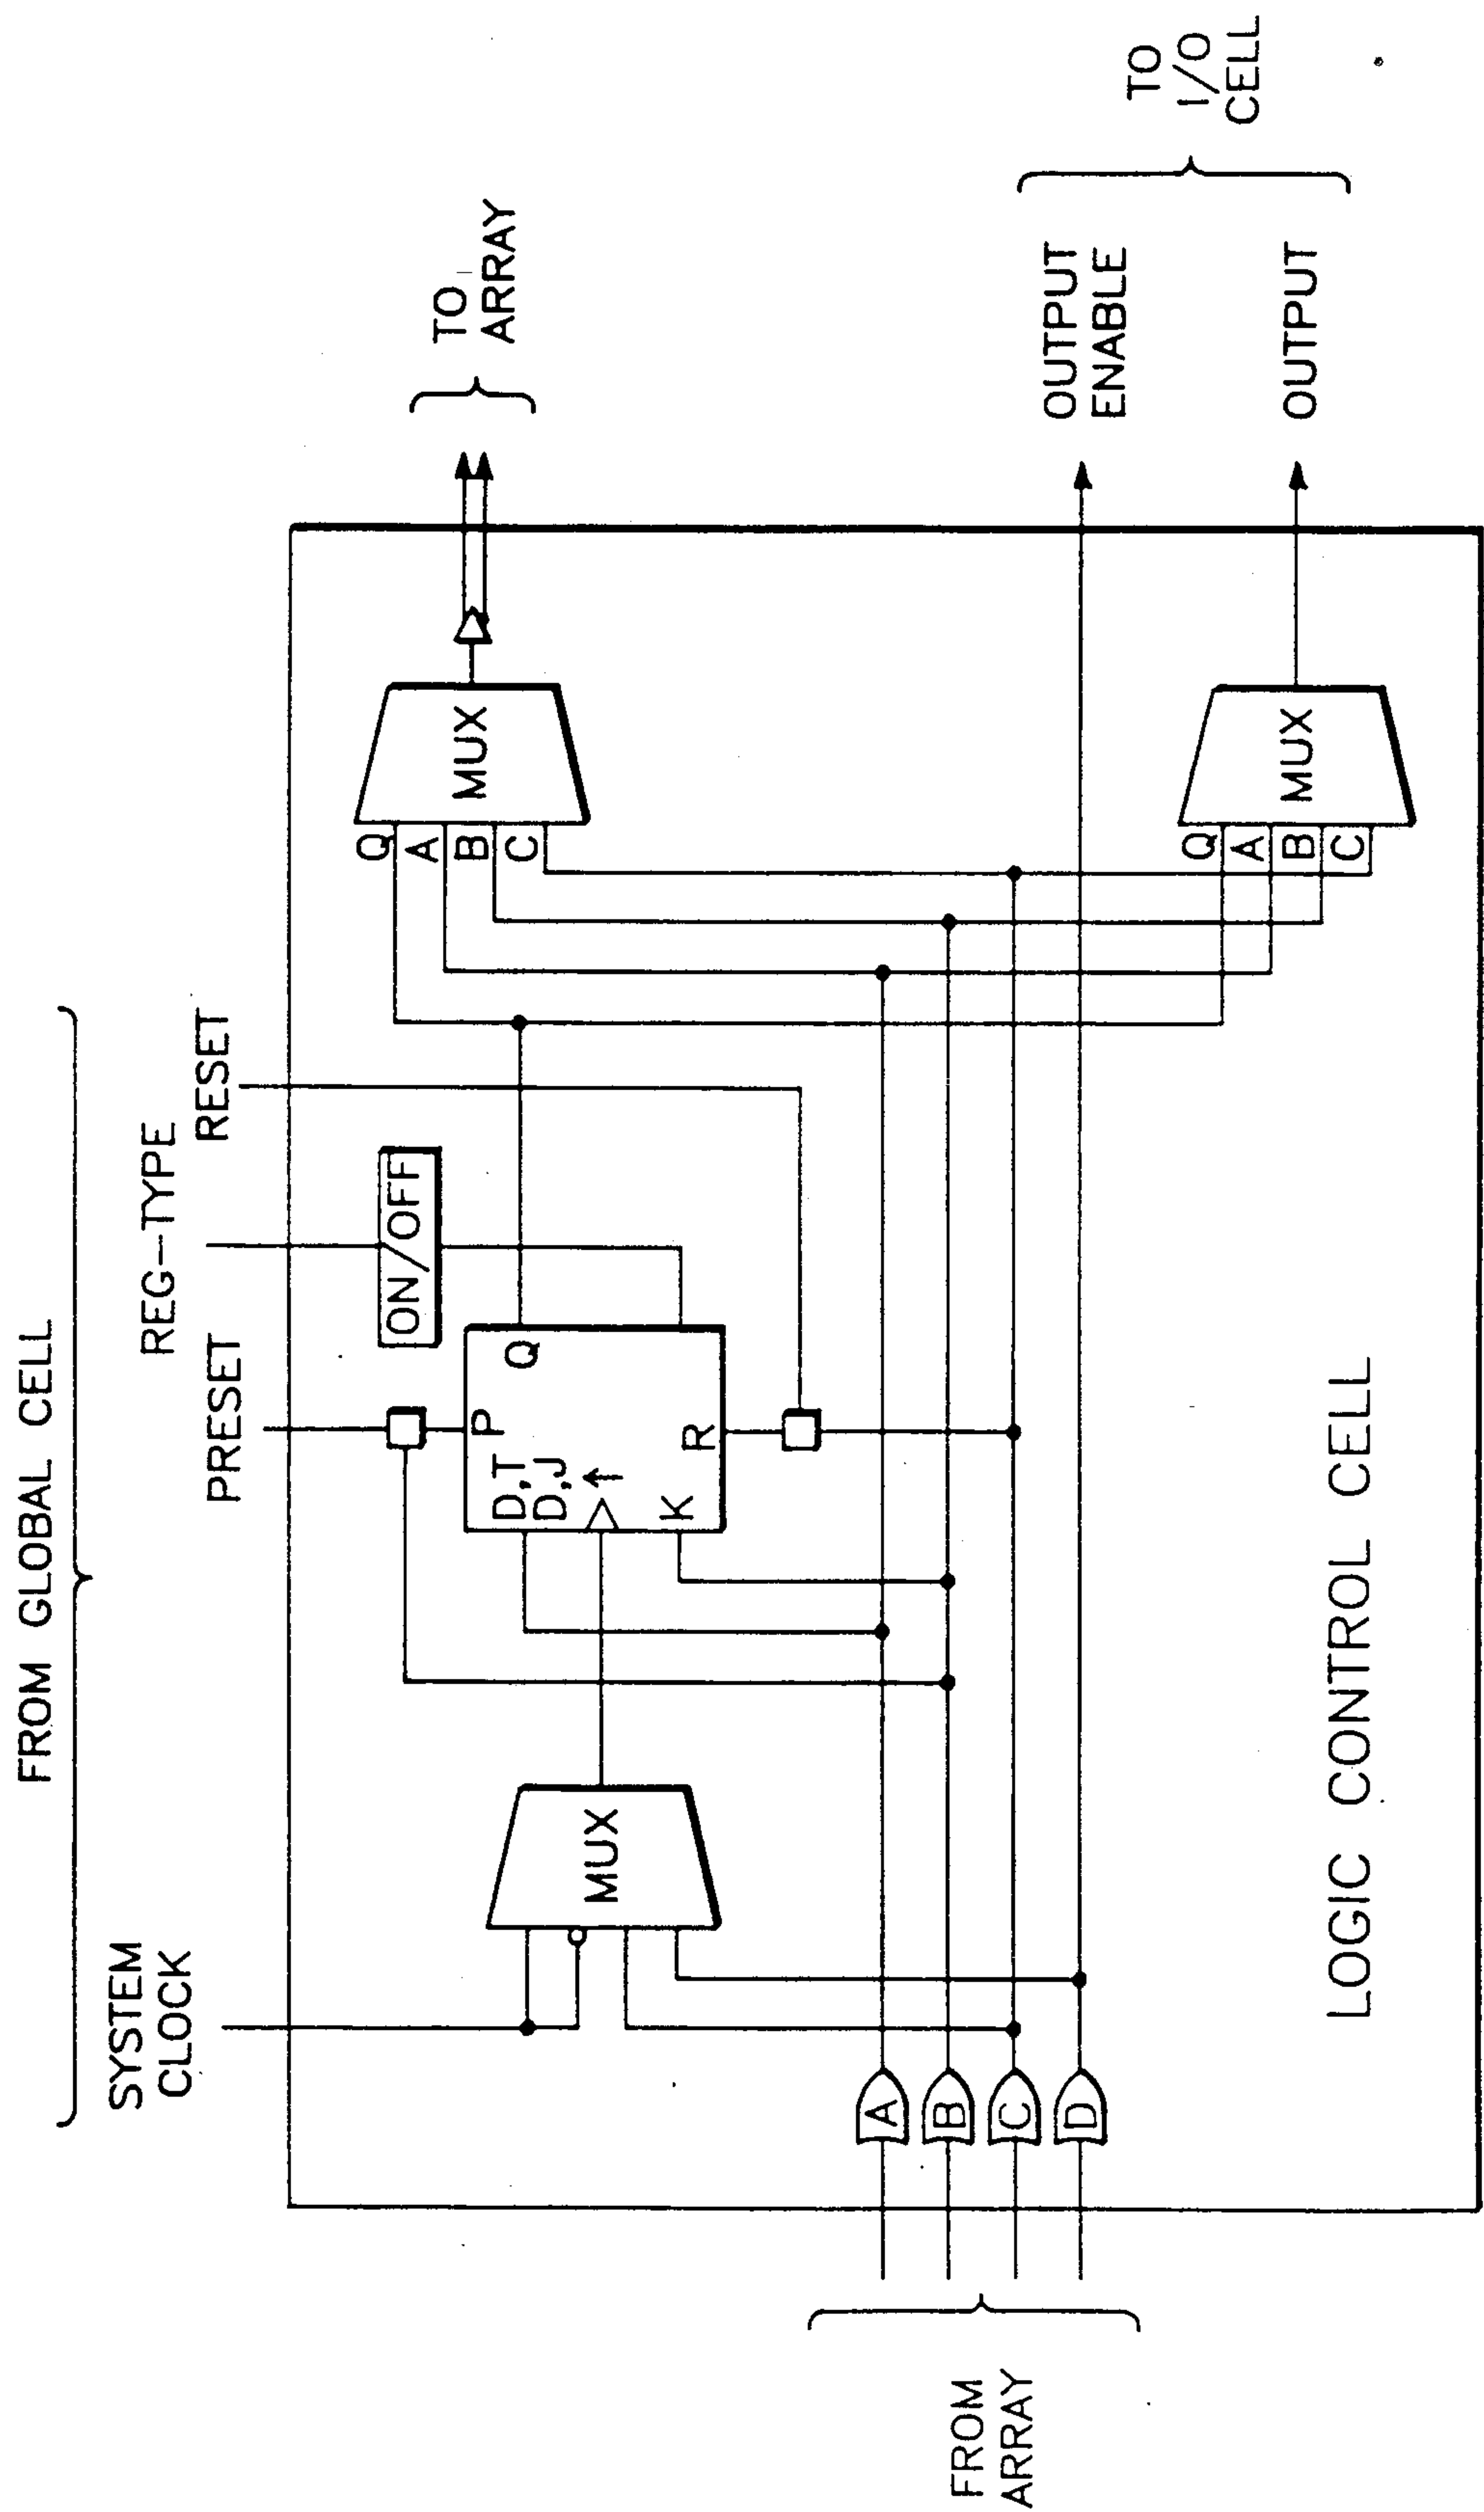 FROM GLOBAL CELL
SYSTEM
CLOCK
PRESET
REG-TYPE
RESET
ON/OFF
TO
ARRAY
MUX
P
D,T
D,J
Q
K
R
Q
A
B
C
MUX
A
B
C
D
FROM
ARRAY
OUTPUT
ENABLE
TO
I/O
CELL
Q
A
B
C
MUX
OUTPUT
LOGIC CONTROL CELL